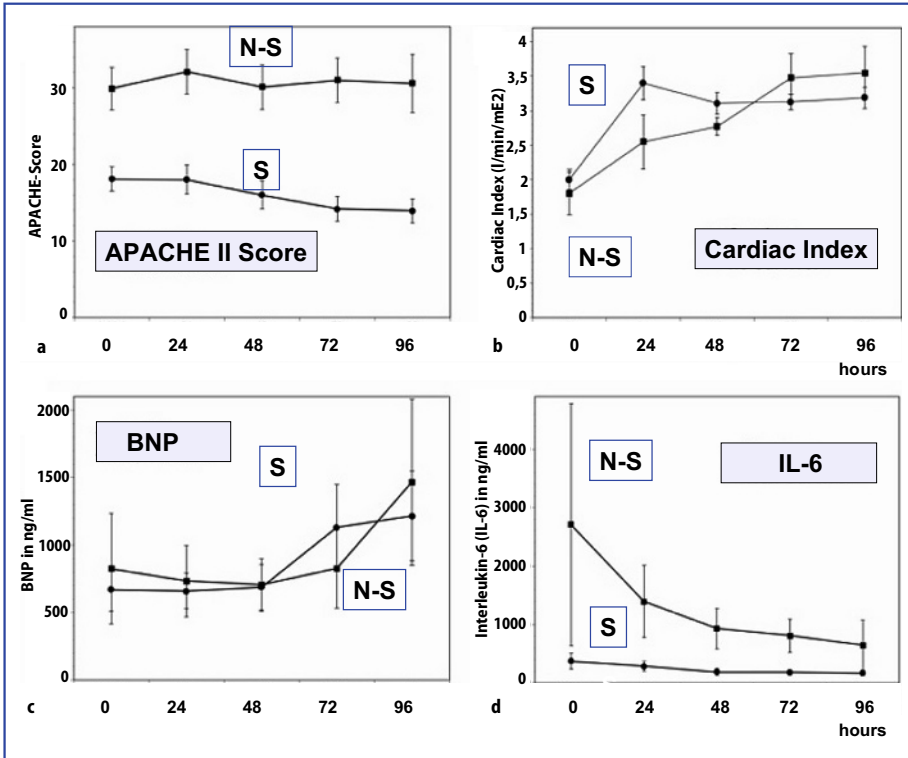 APACHE-Score
30
20
10
0
N-S
S
APACHE II Score
a
0 24 48 72 96
Cardiac Index (l/min/mE2)
4
3,5
3
2,5
2
1,5
1
0,5
0
S
N-S
Cardiac Index
b
0 24 48 72 96
hours
BNP in ng/ml
2000
1500
1000
500
0
BNP
S
N-S
c
0 24 48 72 96
Interleukin-6 (IL-6) in ng/ml
4000
3000
2000
1000
0
N-S
IL-6
S
d
0 24 48 72 96
hours